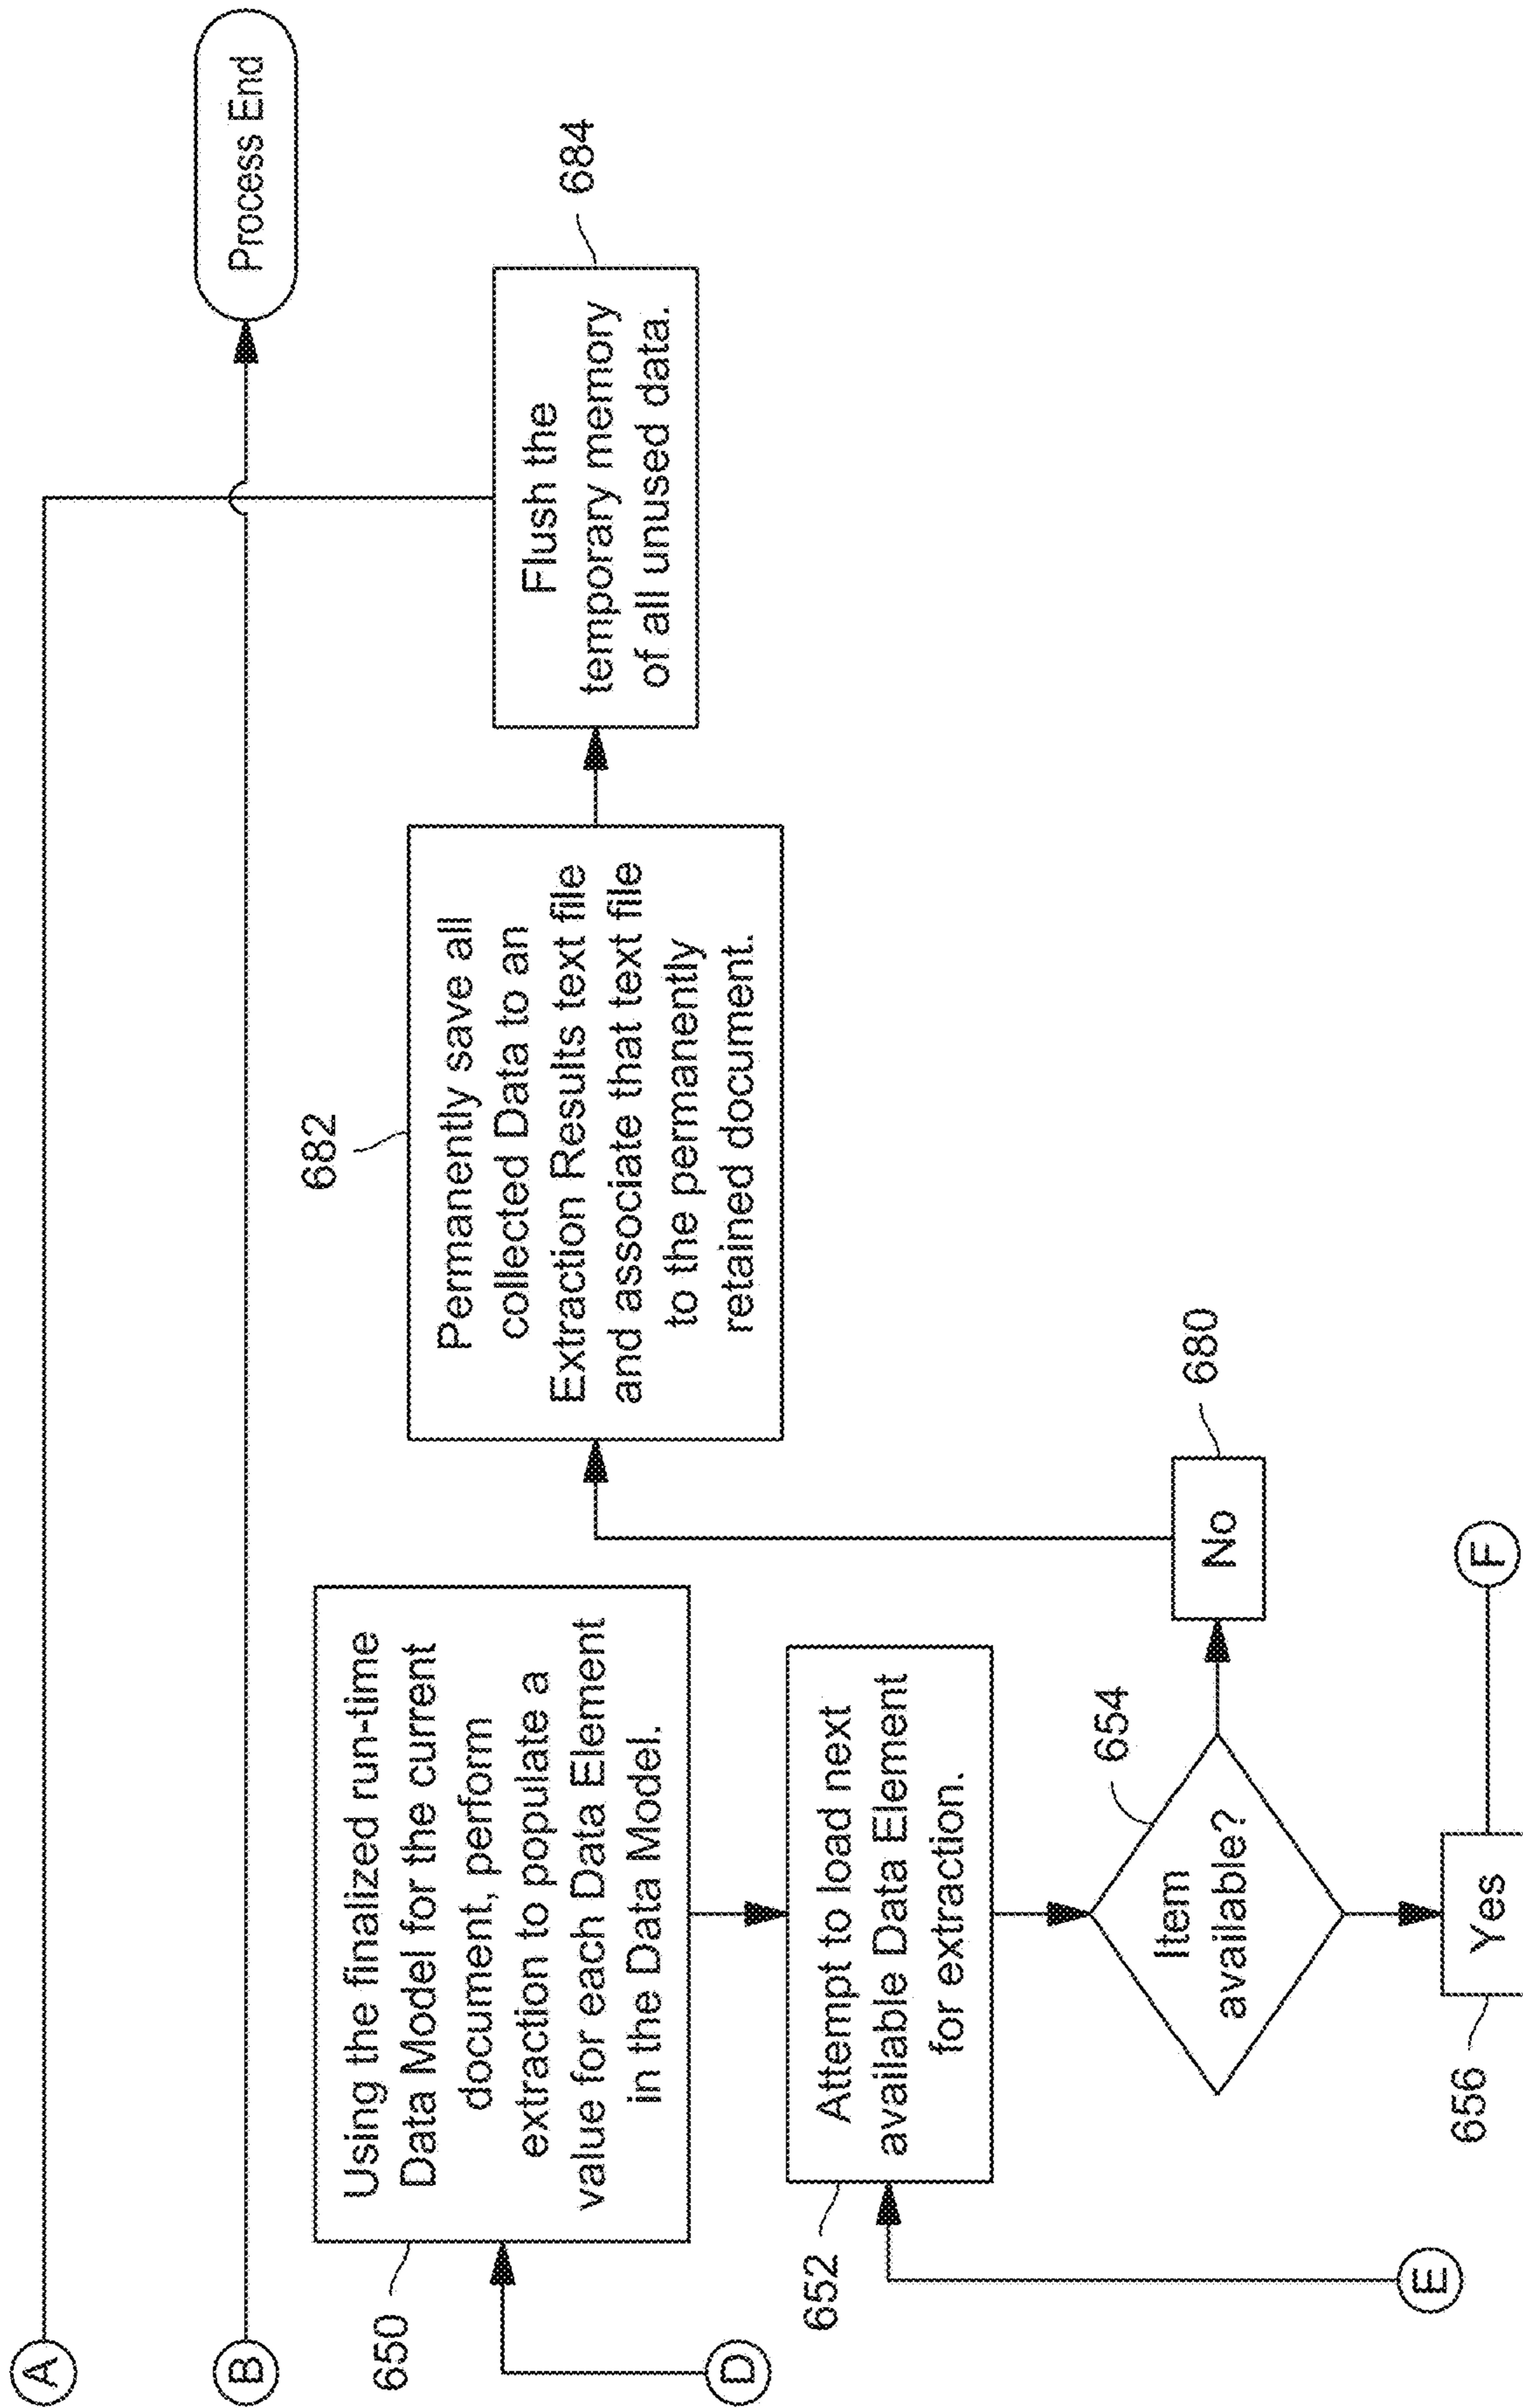 A
B
Process End
650
Using the finalized run-time
Data Model for the current
document, perform
extraction to populate a
value for each Data Element
in the Data Model.
D
682
Permanently save all
collected Data to an
Extraction Results text file
and associate that text file
to the permanently
retained document.
Flush the
temporary memory
of all unused data.
684
652
Attempt to load next
available Data Element
for extraction.
E
654
Item
available?
No
680
656
Yes
F